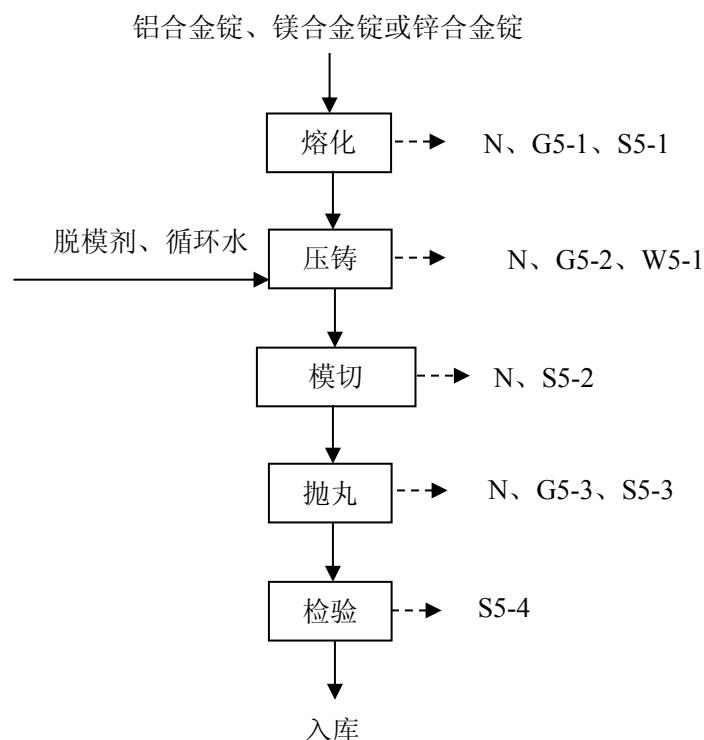 铝合金锭、镁合金锭或锌合金锭
熔化
N、G5-1、S5-1
脱模剂、循环水
压铸
N、G5-2、W5-1
模切
N、S5-2
抛丸
N、G5-3、S5-3
检验
S5-4
入库